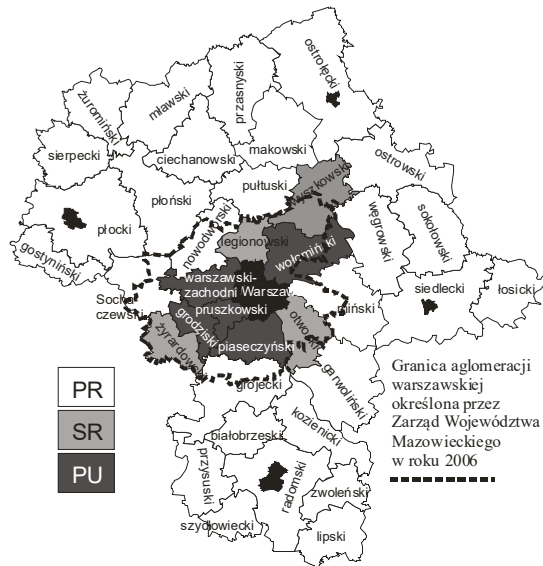 ostrołęcki
przasnyski
mławski
żuromiński
makowski
ciechanowski
sierpecki
ostrowski
wyszkowski
pułtuski
płoński
płocki
gostyniński
nowodworski
legionowski
wołomiński
węgrowski
sokołowski
siedlecki
łosicki
warszawski-
zachodni
Warszaw
Socha
czewski
pruszkowski
grodziski
żyrardowski
piaseczyński
otwocki
miński
garwoliński
grójecki
kozienicki
białobrzeski
przysuski
radomski
zwoleński
szydłowiecki
lipski
PR
SR
PU
Granica aglomeracji
warszawskiej
określona przez
Zarząd Województwa
Mazowieckiego
w roku 2006